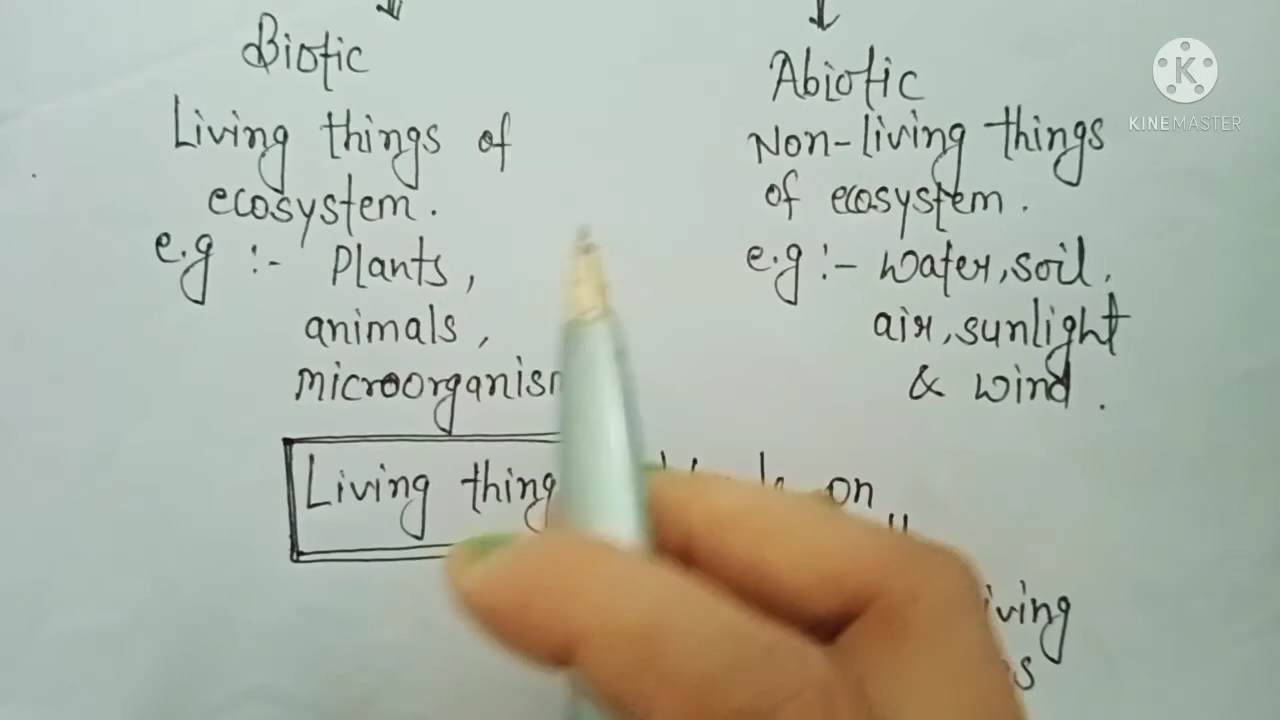 Biotic
Living things of
ecosystem.
e.g :- Plants,
animals,
Living
on
Abiotic
Non-living things
of ecosystem.
e.g :- water, soil,
air, sunlight
& wind.
KINEMASTER